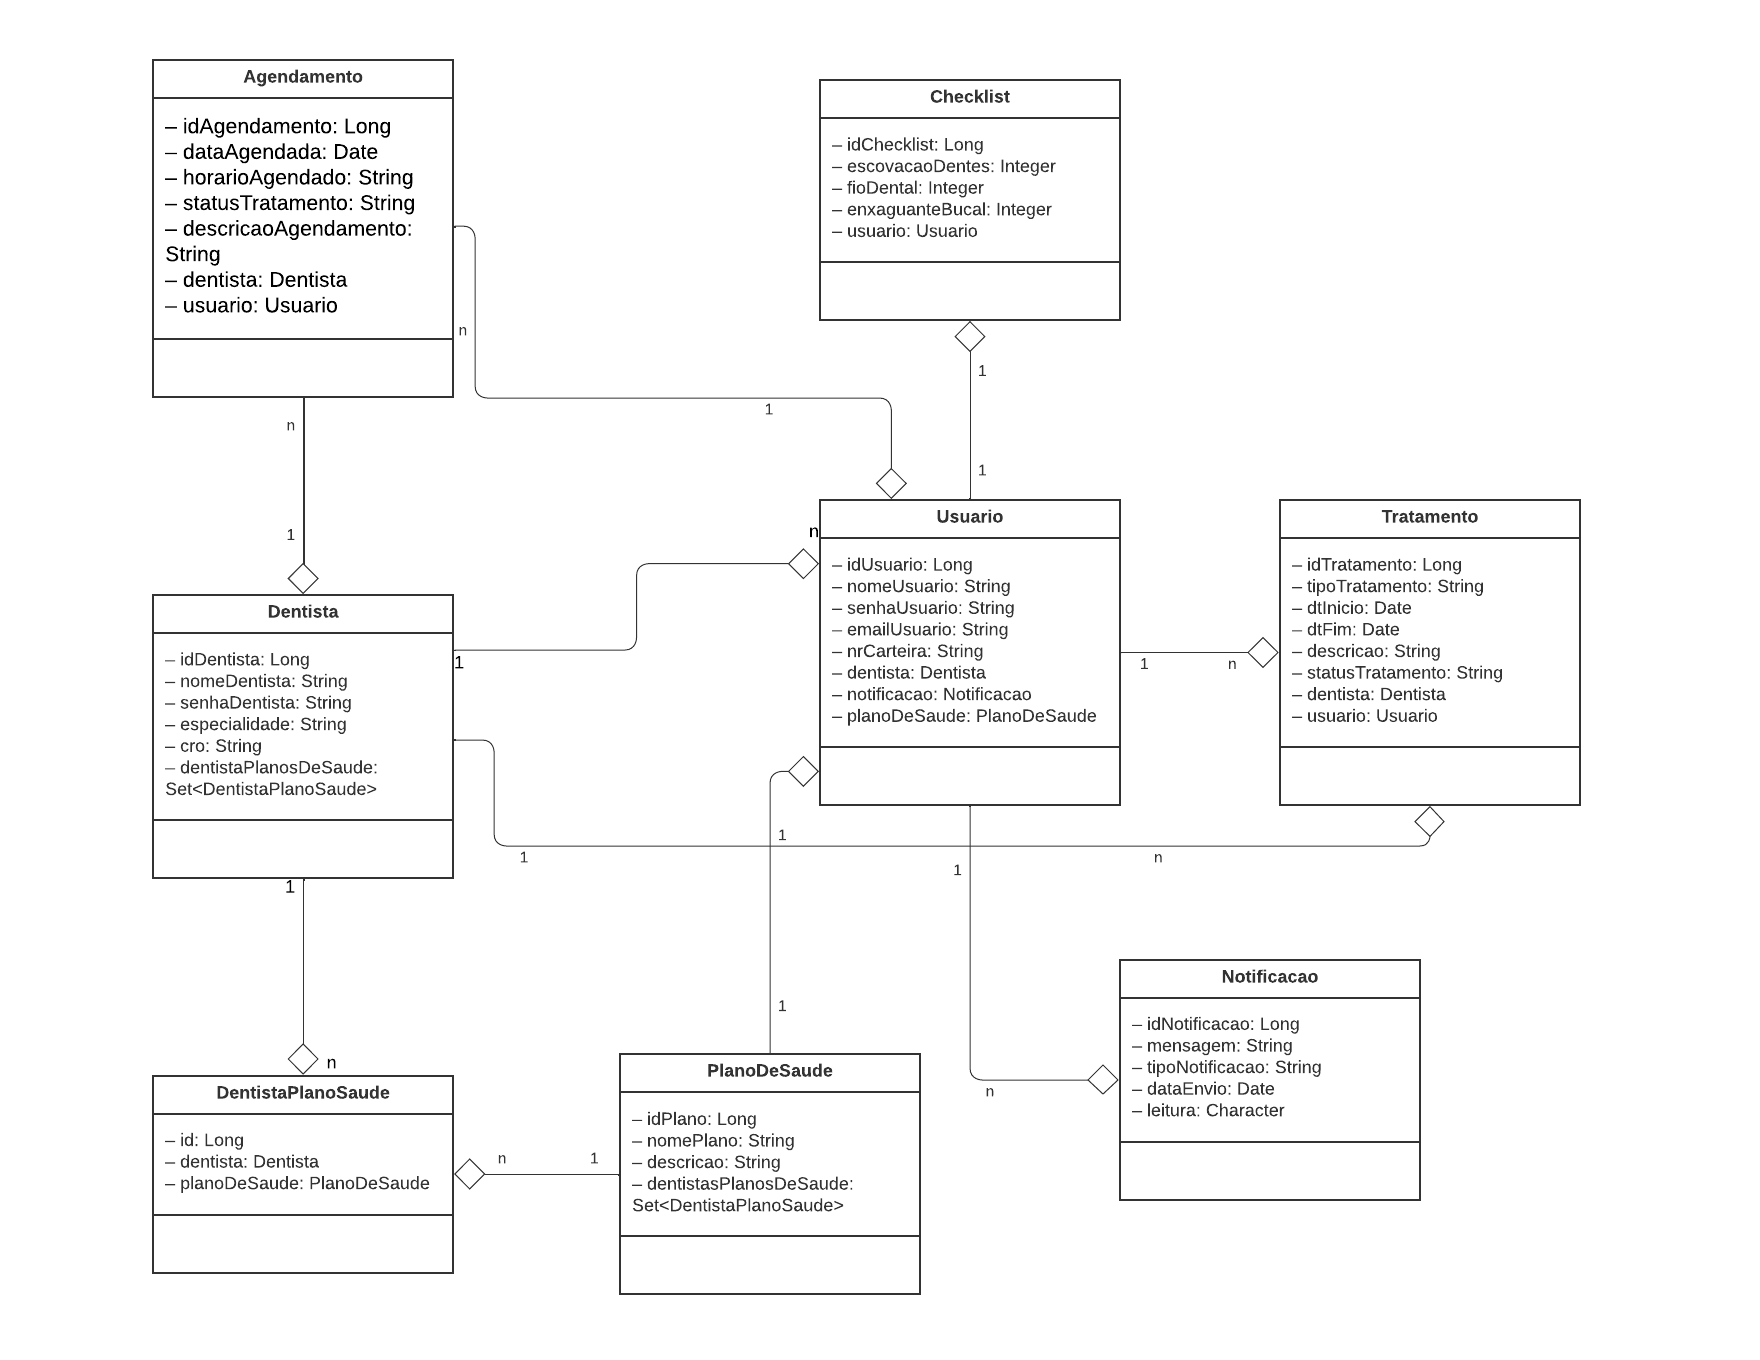 Agendamento
– idAgendamento: Long
– dataAgendada: Date
– horarioAgendado: String
– statusTratamento: String
– descricaoAgendamento:
String
– dentista: Dentista
– usuario: Usuario
Checklist
– idChecklist: Long
– escovacaoDentes: Integer
– fioDental: Integer
– enxaguanteBucal: Integer
– usuario: Usuario
n
1
n
1
1
1
n
1
Dentista
– idDentista: Long
– nomeDentista: String
– senhaDentista: String
– especialidade: String
– cro: String
– dentistaPlanosDeSaude:
Set<DentistaPlanoSaude>
Usuario
– idUsuario: Long
– nomeUsuario: String
– senhaUsuario: String
– emailUsuario: String
– nrCarteira: String
– dentista: Dentista
– notificacao: Notificacao
– planoDeSaude: PlanoDeSaude
1
n
Tratamento
– idTratamento: Long
– tipoTratamento: String
– dtInicio: Date
– dtFim: Date
– descricao: String
– statusTratamento: String
– dentista: Dentista
– usuario: Usuario
1
n
1
1
1
n
1
n
n
DentistaPlanoSaude
– id: Long
– dentista: Dentista
– planoDeSaude: PlanoDeSaude
n
1
PlanoDeSaude
– idPlano: Long
– nomePlano: String
– descricao: String
– dentistasPlanosDeSaude:
Set<DentistaPlanoSaude>
Notificacao
– idNotificacao: Long
– mensagem: String
– tipoNotificacao: String
– dataEnvio: Date
– leitura: Character